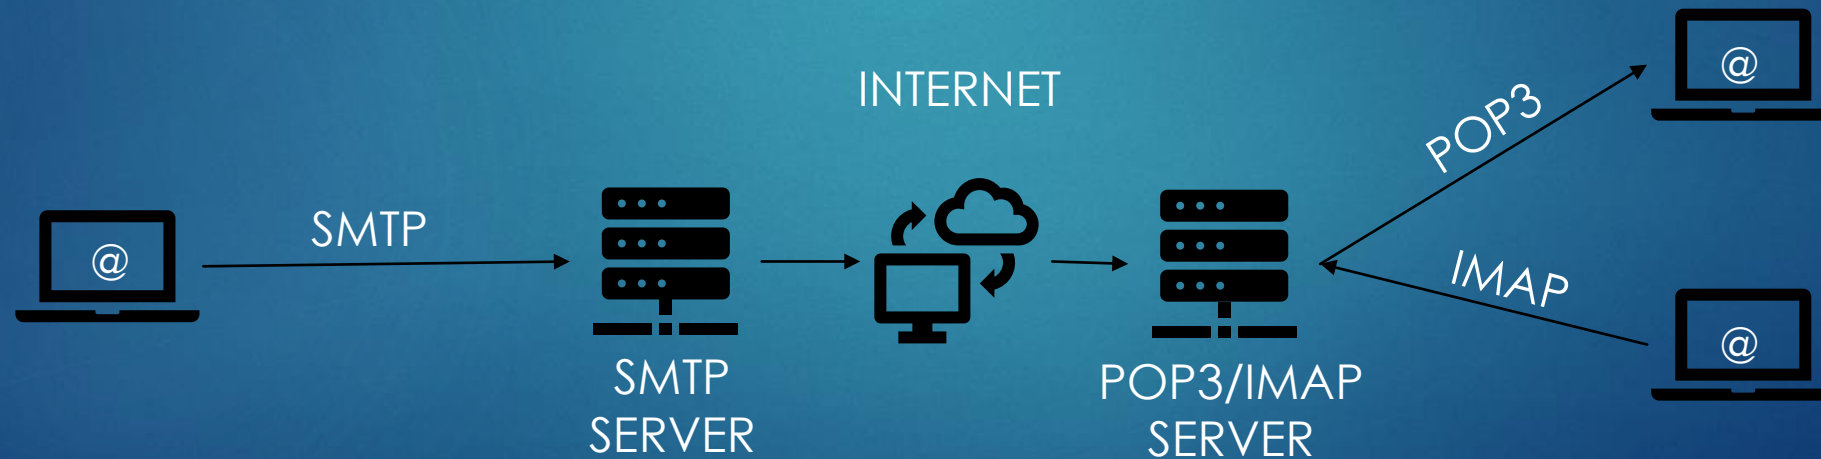 INTERNET
@
POP3
@
SMTP
IMAP
@
SMTP
SERVER
POP3/IMAP
SERVER